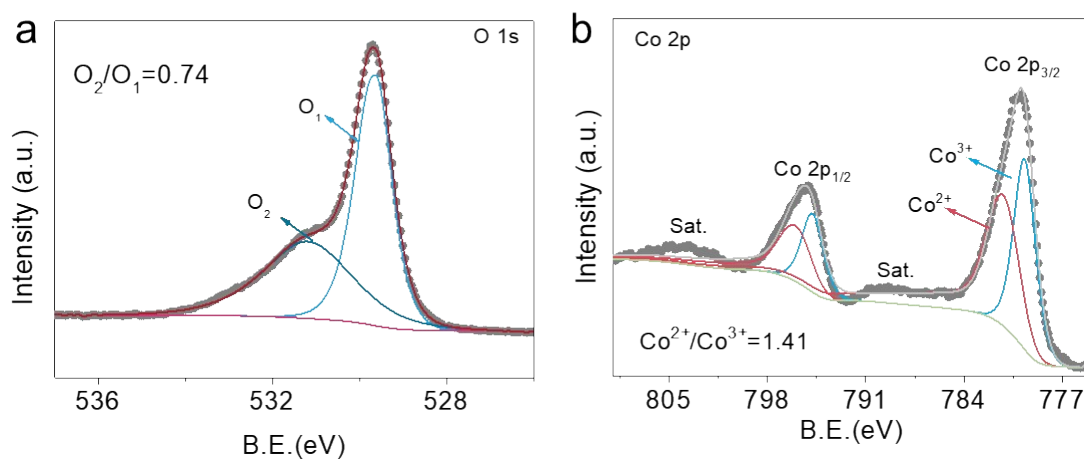 a
O 1s
O₂/O₁=0.74
O₁
O₂
Intensity (a.u.)
536 532 528
B.E.(eV)
b
Co 2p
Co 2p₃/₂
Co³⁺
Co 2p₁/₂
Co²⁺
Sat.
Sat.
Co²⁺/Co³⁺=1.41
Intensity (a.u.)
805 798 791 784 777
B.E.(eV)